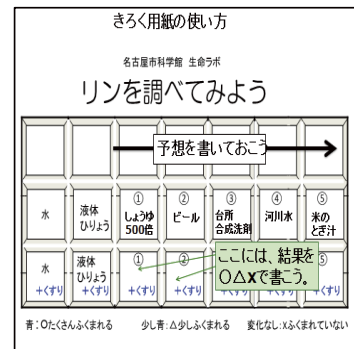 きろく用紙の使い方
名古屋市科学館 生命ラボ
リンを調べてみよう
予想を書いておこう
水
液体
ひりょう
①
しょうゆ
500倍
②
ビール
③
台所
合成洗剤
④
河川水
⑤
米の
とぎ汁
水
+くすり
液体
ひりょう
+くすり
①
+くすり
②
+くすり
ここには、結果を
○△×で書こう。
⑤
+くすり
+くすり
+くすり
青:○たくさんふくまれる 少し青:△少しふくまれる 変化なし:×ふくまれていない